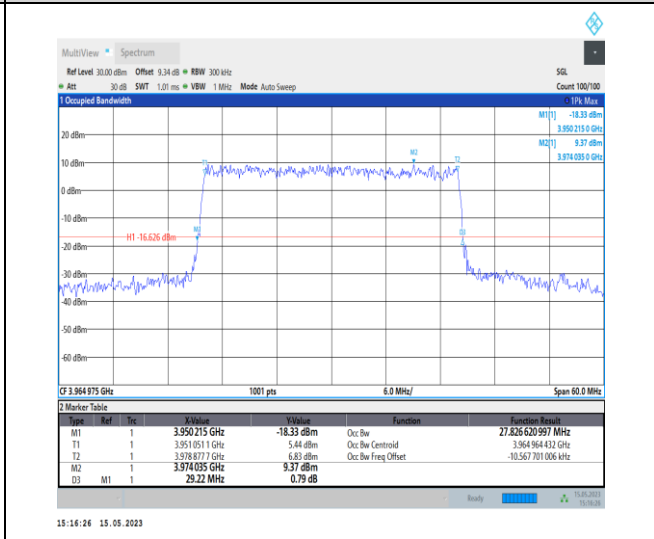 MultiView Spectrum
Ref Level 30.00 dBm Offset 9.34 dB RBW 300 kHz SGL
Att 30 dB SWT 1.01 ms VBW 1 MHz Mode Auto Sweep Count 100/100
1 Occupied Bandwidth 1Pk Max
M1[1] -18.33 dBm
3.950 215 0 GHz
M2[1] 9.37 dBm
3.974 035 0 GHz
20 dBm
M2
T2
10 dBm
0 dBm
-10 dBm
H1 -16.626 dBm
D3
-20 dBm
-30 dBm
-40 dBm
-50 dBm
-60 dBm
CF 3.964 975 GHz 1001 pts 6.0 MHz/ Span 60.0 MHz
2 Marker Table
Type Ref Trc X-Value Y-Value Function Function Result
M1 1 3.950 215 GHz -18.33 dBm Occ Bw 27.826 620 997 MHz
T1 1 3.951 051 1 GHz 5.44 dBm Occ Bw Centroid 3.964 964 432 GHz
T2 1 3.978 877 7 GHz 6.83 dBm Occ Bw Freq Offset -10.567 701 006 kHz
M2 1 3.974 035 GHz 9.37 dBm
D3 M1 1 29.22 MHz 0.79 dB
Ready 15.05.2023
15:16:26
15:16:26 15.05.2023